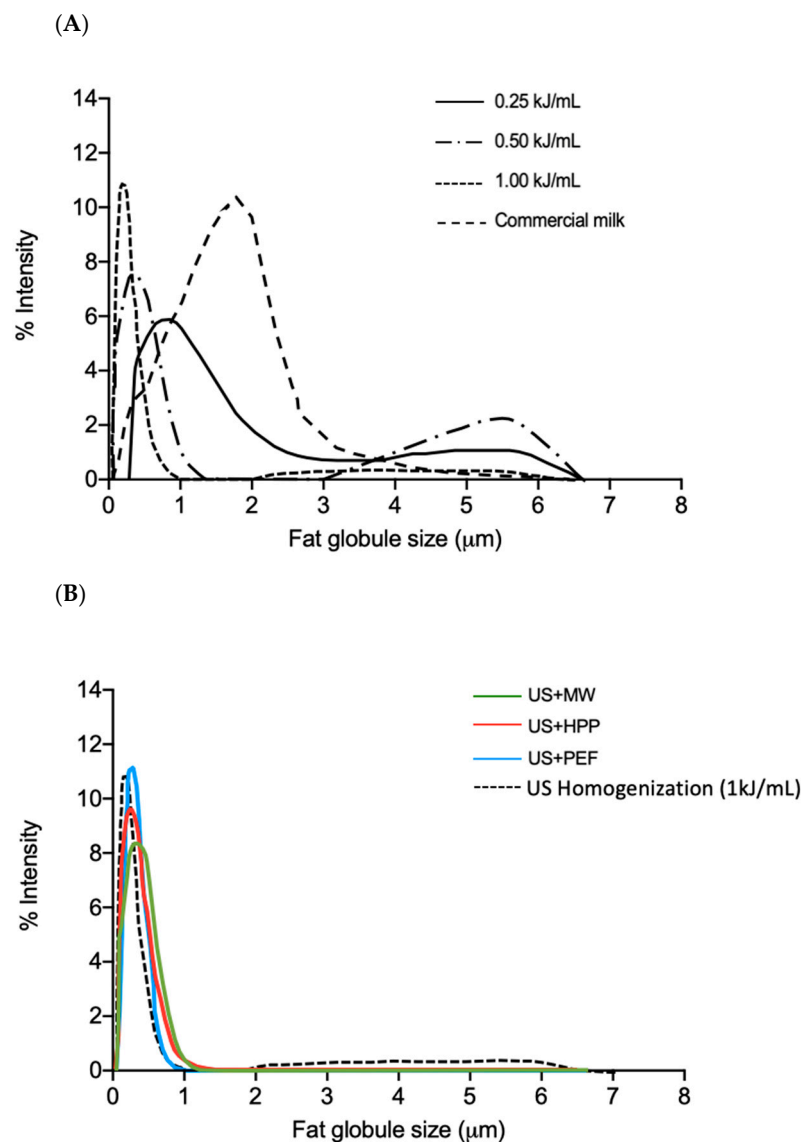 (A)
14
12
10
8
6
4
2
0
% Intensity
0 1 2 3 4 5 6 7 8
Fat globule size (μm)
0.25 kJ/mL
0.50 kJ/mL
1.00 kJ/mL
Commercial milk
(B)
14
12
10
8
6
4
2
0
% Intensity
0 1 2 3 4 5 6 7 8
Fat globule size (μm)
US+MW
US+HPP
US+PEF
US Homogenization (1kJ/mL)